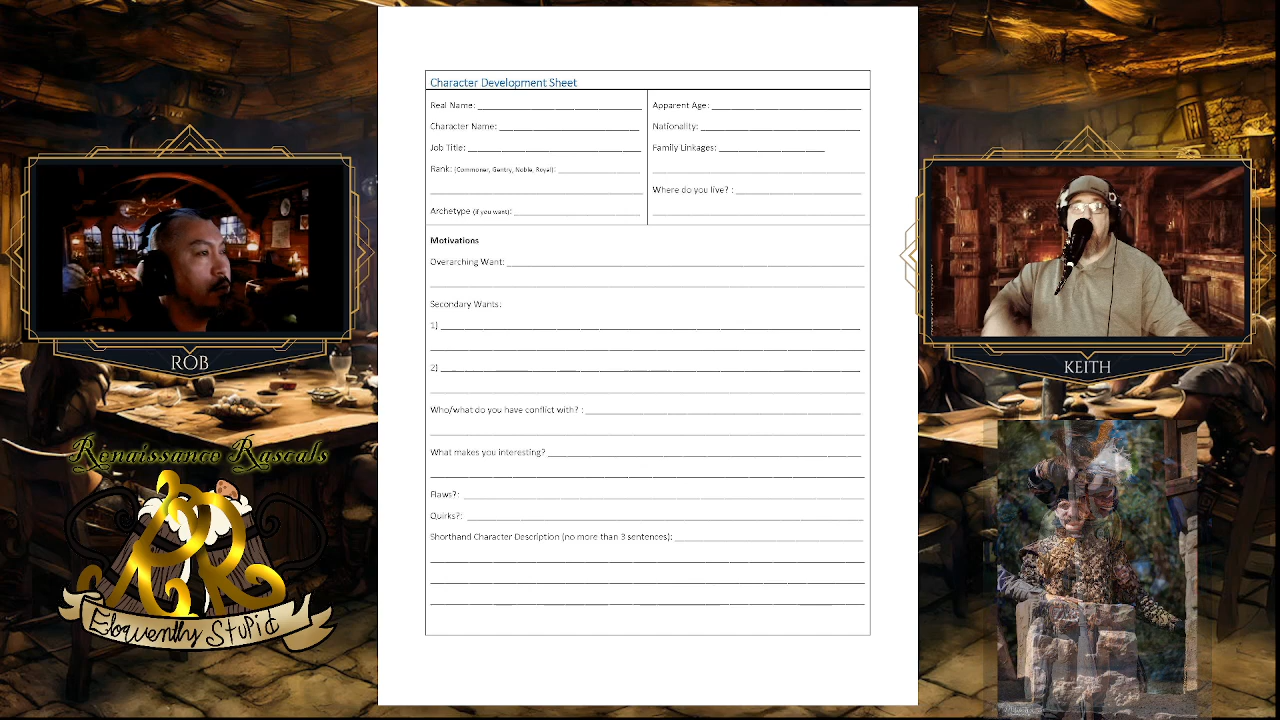 Character Development Sheet
Real Name:
Apparent Age:
Character Name:
Nationality:
Job Title:
Family Linkages:
Rank: (Commoner, Gentry, Noble, Royal):
Where do you live? :
Archetype (if you want):
Motivations
Overarching Want:
Secondary Wants:
1)
2)
Who/what do you have conflict with? :
What makes you interesting?
Flaws?:
Quirks?:
Shorthand Character Description (no more than 3 sentences):
ROB
KEITH
Renaissance Rascals
RR
Eloquently Stupid